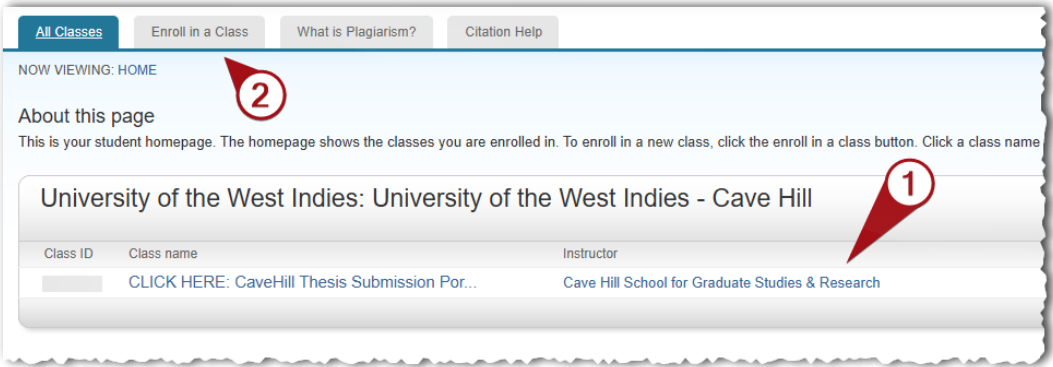 All Classes Enroll in a Class What is Plagiarism? Citation Help
NOW VIEWING: HOME
2
About this page
This is your student homepage. The homepage shows the classes you are enrolled in. To enroll in a new class, click the enroll in a class button. Click a class name
1
University of the West Indies: University of the West Indies - Cave Hill
Class ID Class name Instructor
CLICK HERE: CaveHill Thesis Submission Por... Cave Hill School for Graduate Studies & Research